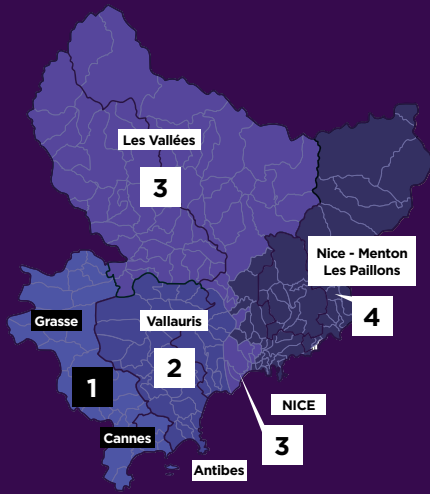 Les Vallées
3
Nice - Menton
Les Paillons
4
Grasse
Vallauris
1
2
Cannes
NICE
3
Antibes